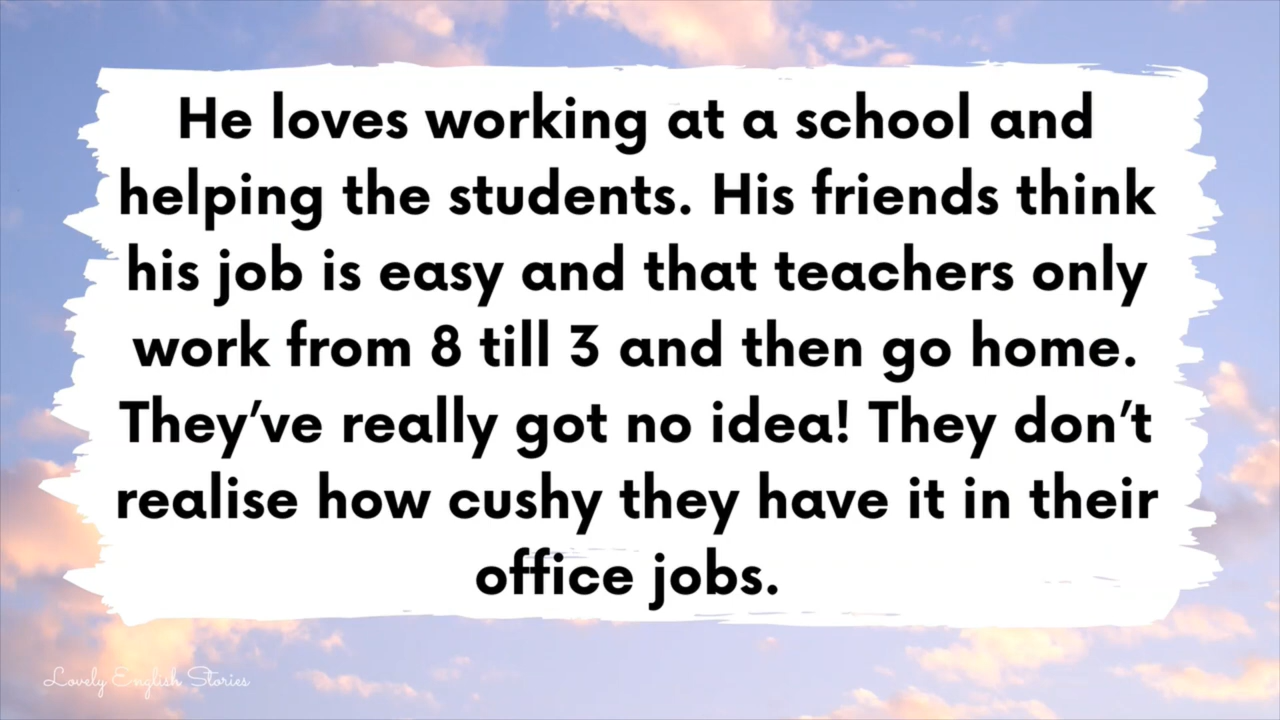 He loves working at a school and
helping the students. His friends think
his job is easy and that teachers only
work from 8 till 3 and then go home.
They’ve really got no idea! They don’t
realise how cushy they have it in their
office jobs.
Lovely English Stories